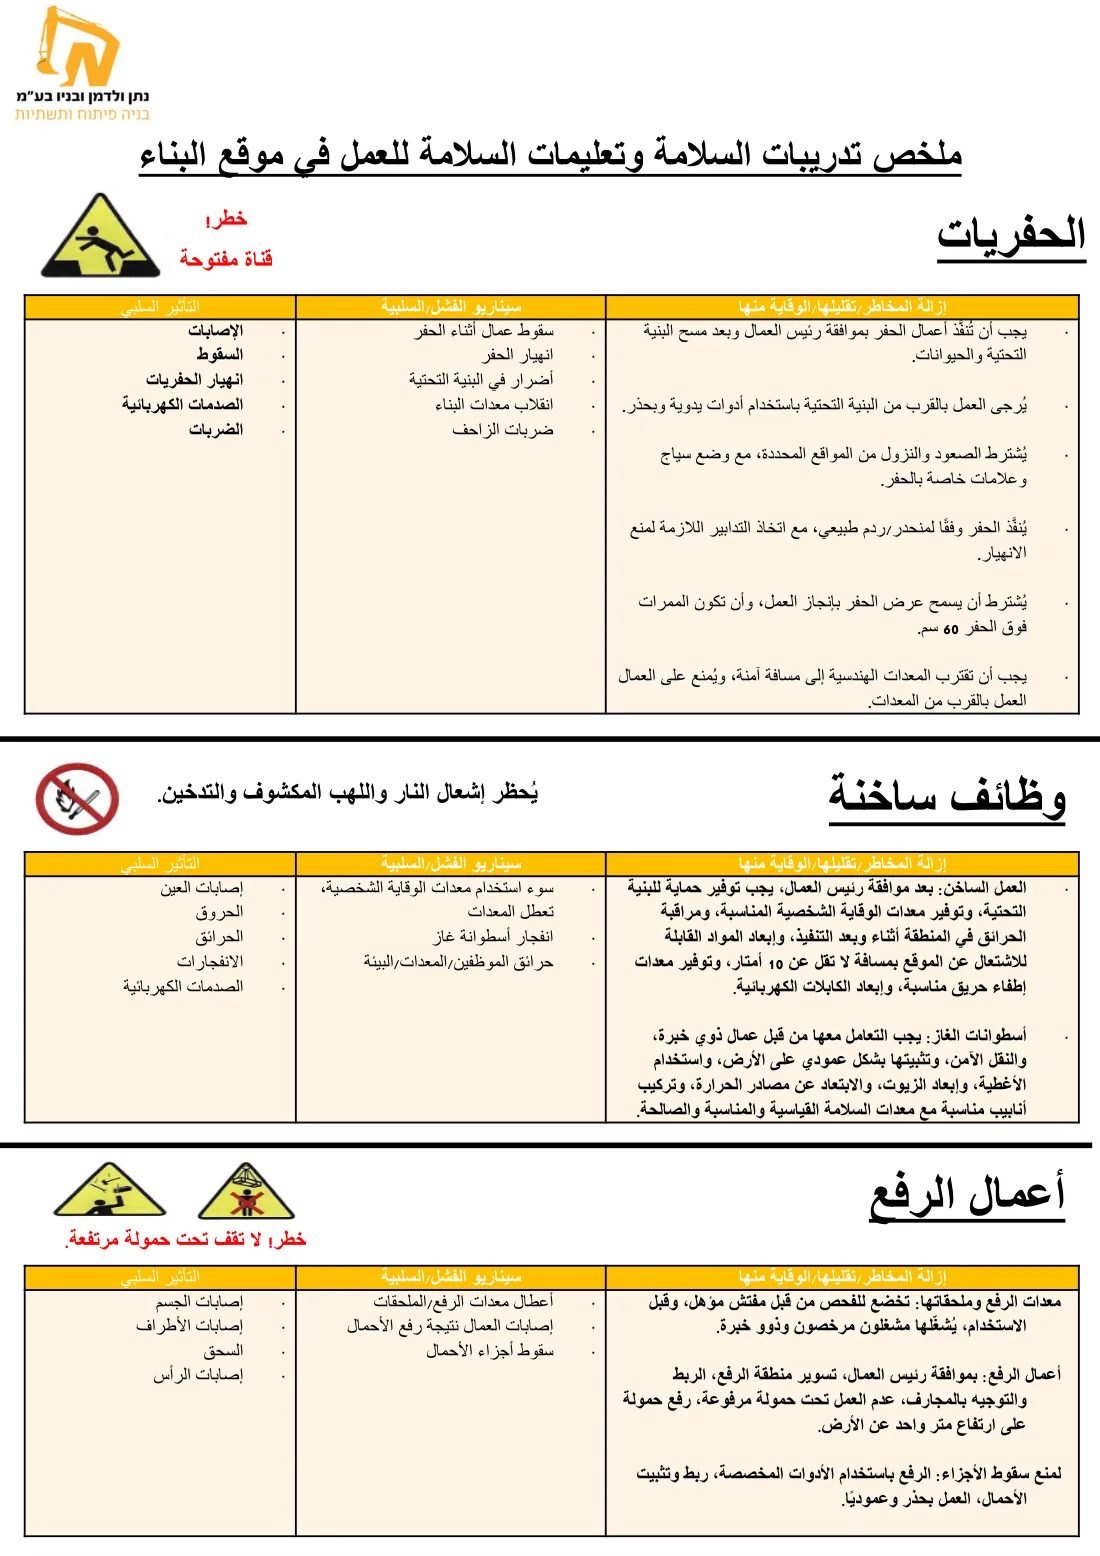 נתן ולדמן ובניו בע"מ
בניה פיתוח ותשתיות
ملخص تدريبات السلامة وتعليمات السلامة للعمل في موقع البناء
الحفريات
خطر!
قناة مفتوحة
إزالة المخاطر/تقليلها/الوقاية منها
سيناريو الفشل/السلبية
التأثير السلبي
· يجب أن تُنفَّذ أعمال الحفر بموافقة رئيس العمال وبعد مسح البنية
التحتية والحيوانات.
· يُرجى العمل بالقرب من البنية التحتية باستخدام أدوات يدوية وبحذر.
· يُشترط الصعود والنزول من المواقع المحددة، مع وضع سياج
وعلامات خاصة بالحفر.
· يُنفَّذ الحفر وفقًا لمنحدر/ردم طبيعي، مع اتخاذ التدابير اللازمة لمنع
الانهيار.
· يُشترط أن يسمح عرض الحفر بإنجاز العمل، وأن تكون الممرات
فوق الحفر 60 سم.
· يجب أن تقترب المعدات الهندسية إلى مسافة آمنة، ويُمنع على العمال
العمل بالقرب من المعدات.
· سقوط عمال أثناء الحفر
· انهيار الحفر
· أضرار في البنية التحتية
· انقلاب معدات البناء
· ضربات الزاحف
· الإصابات
· السقوط
· انهيار الحفريات
· الصدمات الكهربائية
· الضربات
وظائف ساخنة
يُحظر إشعال النار واللهب المكشوف والتدخين.
إزالة المخاطر/تقليلها/الوقاية منها
سيناريو الفشل/السلبية
التأثير السلبي
· العمل الساخن: بعد موافقة رئيس العمال، يجب توفير حماية للبنية
التحتية، وتوفير معدات الوقاية الشخصية المناسبة، ومراقبة
الحرائق في المنطقة أثناء وبعد التنفيذ، وإبعاد المواد القابلة
للاشتعال عن الموقع بمسافة لا تقل عن 10 أمتار، وتوفير معدات
إطفاء حريق مناسبة، وإبعاد الكابلات الكهربائية.
· أسطوانات الغاز: يجب التعامل معها من قبل عمال ذوي خبرة،
والنقل الآمن، وتثبيتها بشكل عمودي على الأرض، واستخدام
الأغطية، وإبعاد الزيوت، والابتعاد عن مصادر الحرارة، وتركيب
أنابيب مناسبة مع معدات السلامة القياسية والمناسبة والصالحة.
· سوء استخدام معدات الوقاية الشخصية،
تعطل المعدات
· انفجار أسطوانة غاز
· حرائق الموظفين/المعدات/البيئة
· إصابات العين
· الحروق
· الحرائق
· الانفجارات
· الصدمات الكهربائية
أعمال الرفع
خطر! لا تقف تحت حمولة مرتفعة.
إزالة المخاطر/تقليلها/الوقاية منها
سيناريو الفشل/السلبية
التأثير السلبي
معدات الرفع وملحقاتها: تخضع للفحص من قبل مفتش مؤهل، وقبل
الاستخدام، يُشغّلها مشغلون مرخصون وذوو خبرة.
أعمال الرفع: بموافقة رئيس العمال، تسوير منطقة الرفع، الربط
والتوجيه بالمجارف، عدم العمل تحت حمولة مرفوعة، رفع حمولة
على ارتفاع متر واحد عن الأرض.
لمنع سقوط الأجزاء: الرفع باستخدام الأدوات المخصصة، ربط وتثبيت
الأحمال، العمل بحذر وعموديًا.
· أعطال معدات الرفع/الملحقات
· إصابات العمال نتيجة رفع الأحمال
· سقوط أجزاء الأحمال
· إصابات الجسم
· إصابات الأطراف
· السحق
· إصابات الرأس